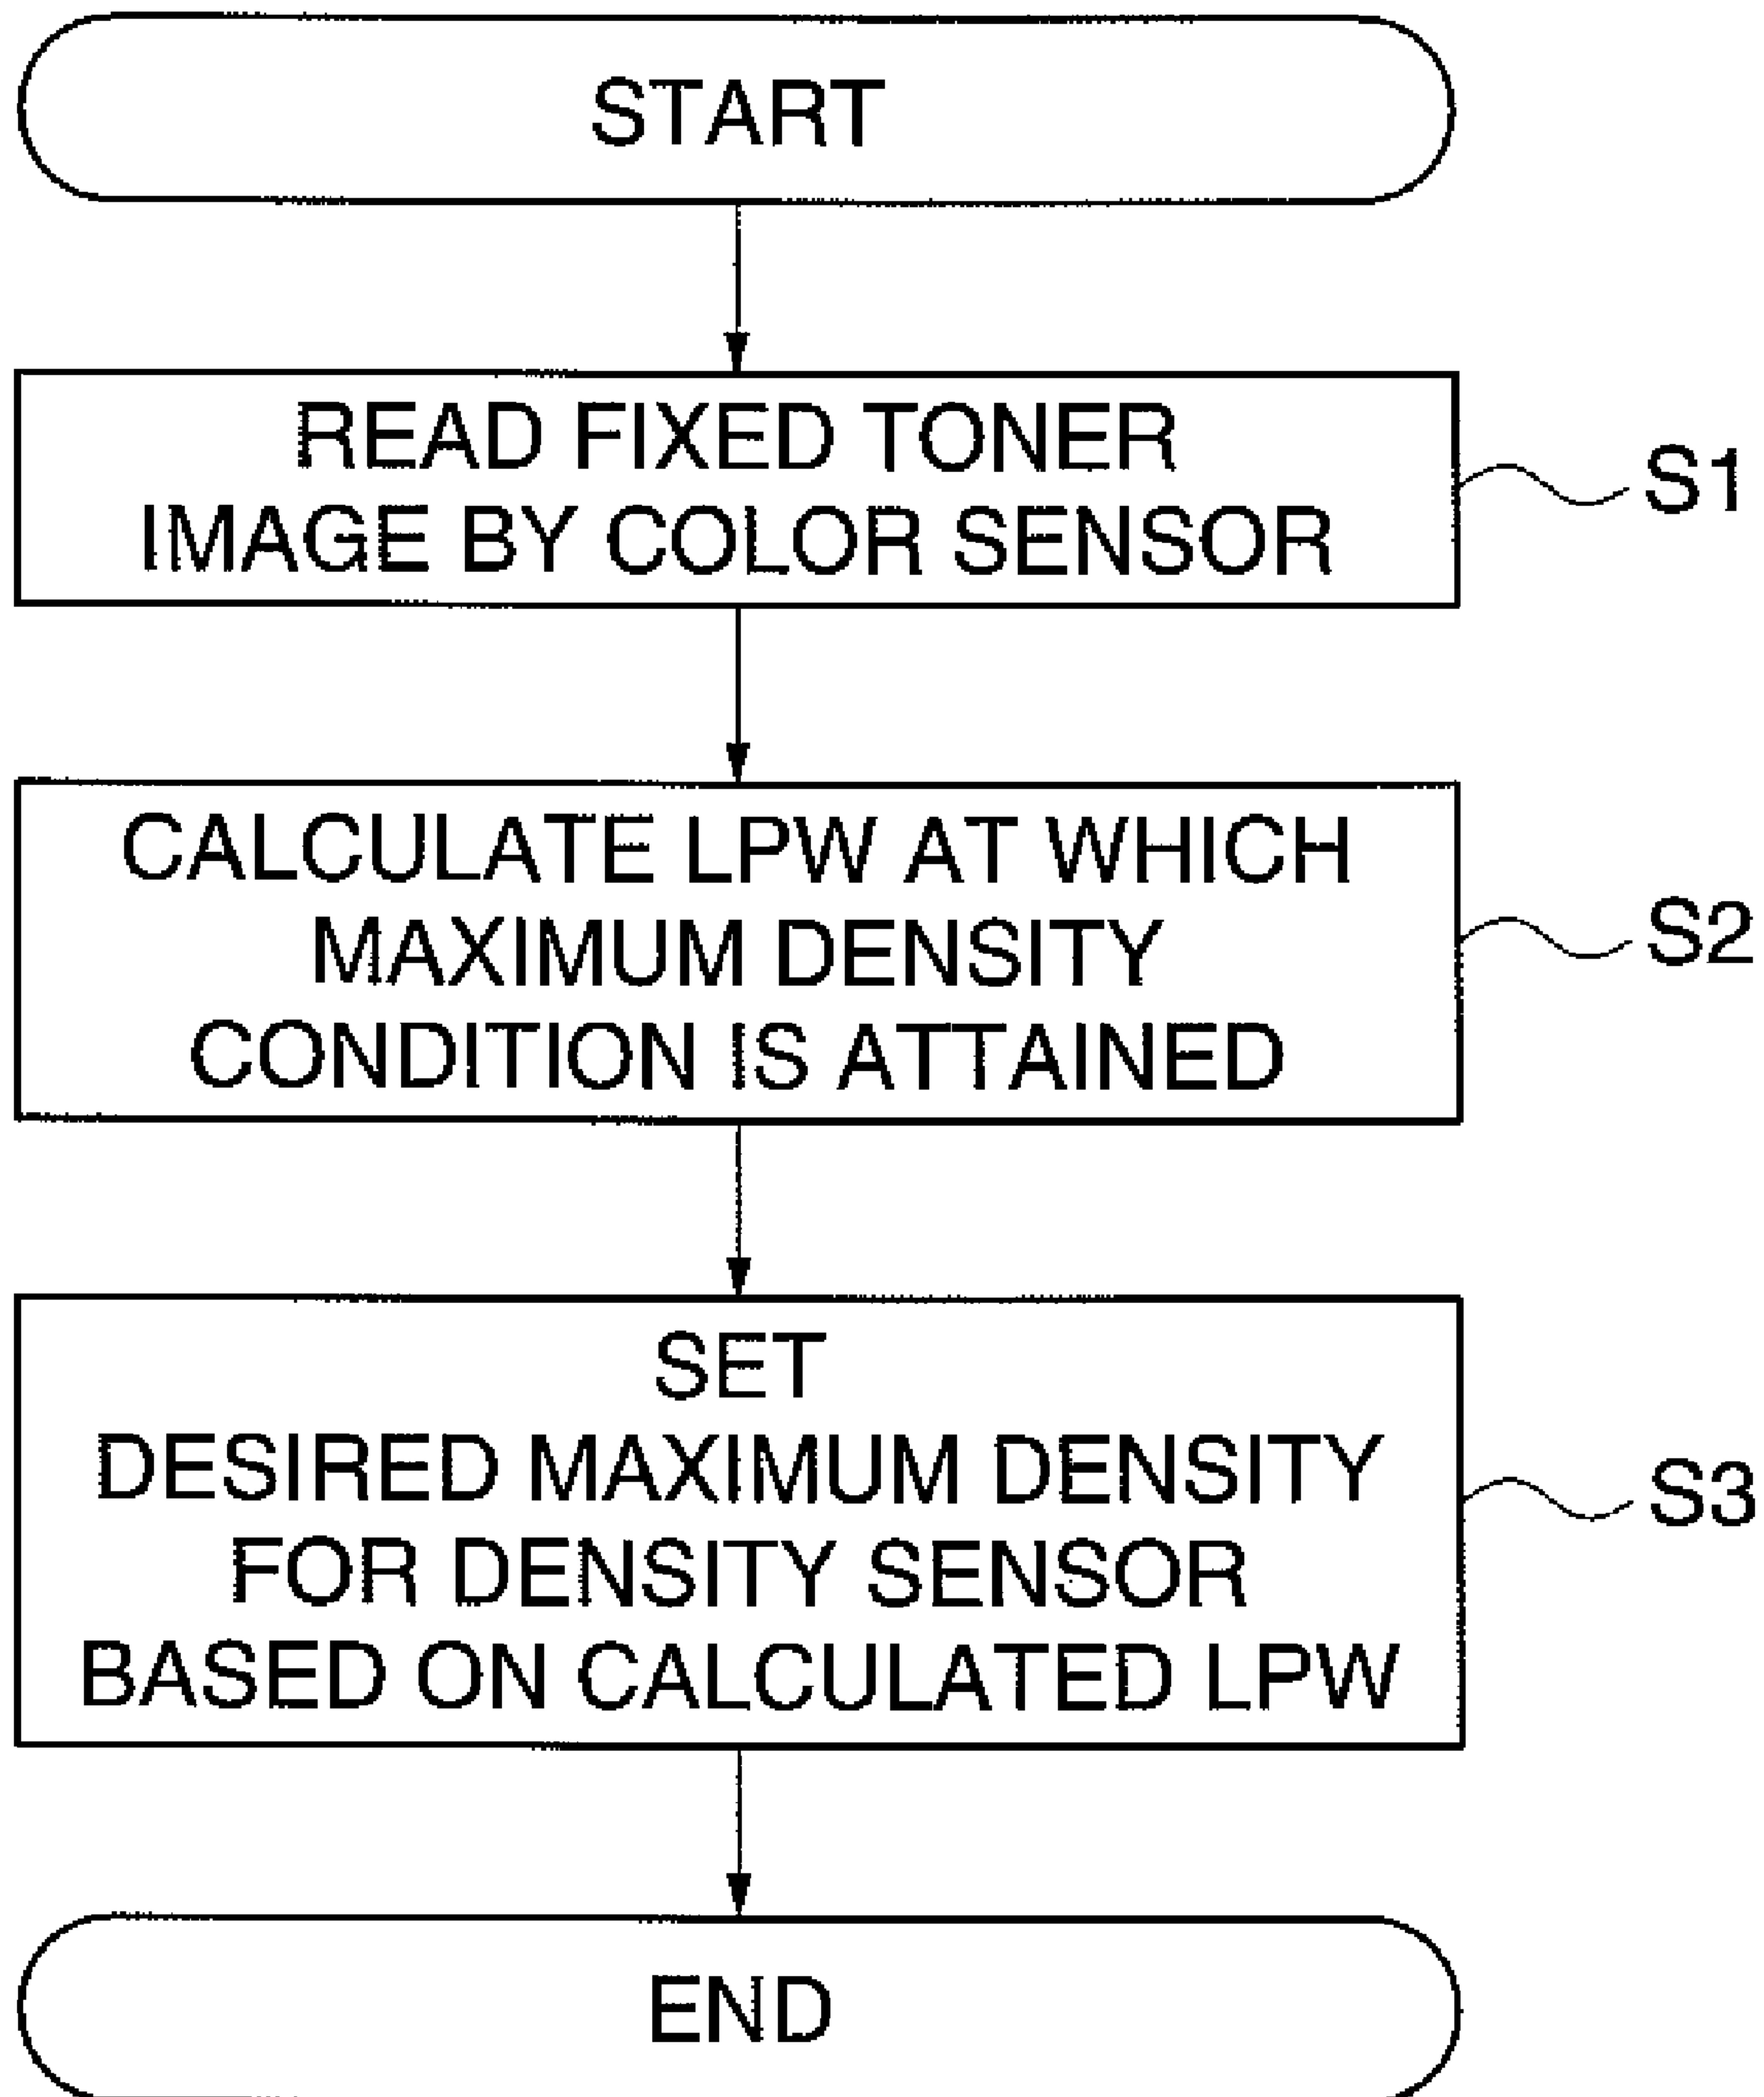 START
READ FIXED TONER
IMAGE BY COLOR SENSOR
S1
CALCULATE LPW AT WHICH
MAXIMUM DENSITY
CONDITION IS ATTAINED
S2
SET
DESIRED MAXIMUM DENSITY
FOR DENSITY SENSOR
BASED ON CALCULATED LPW
S3
END